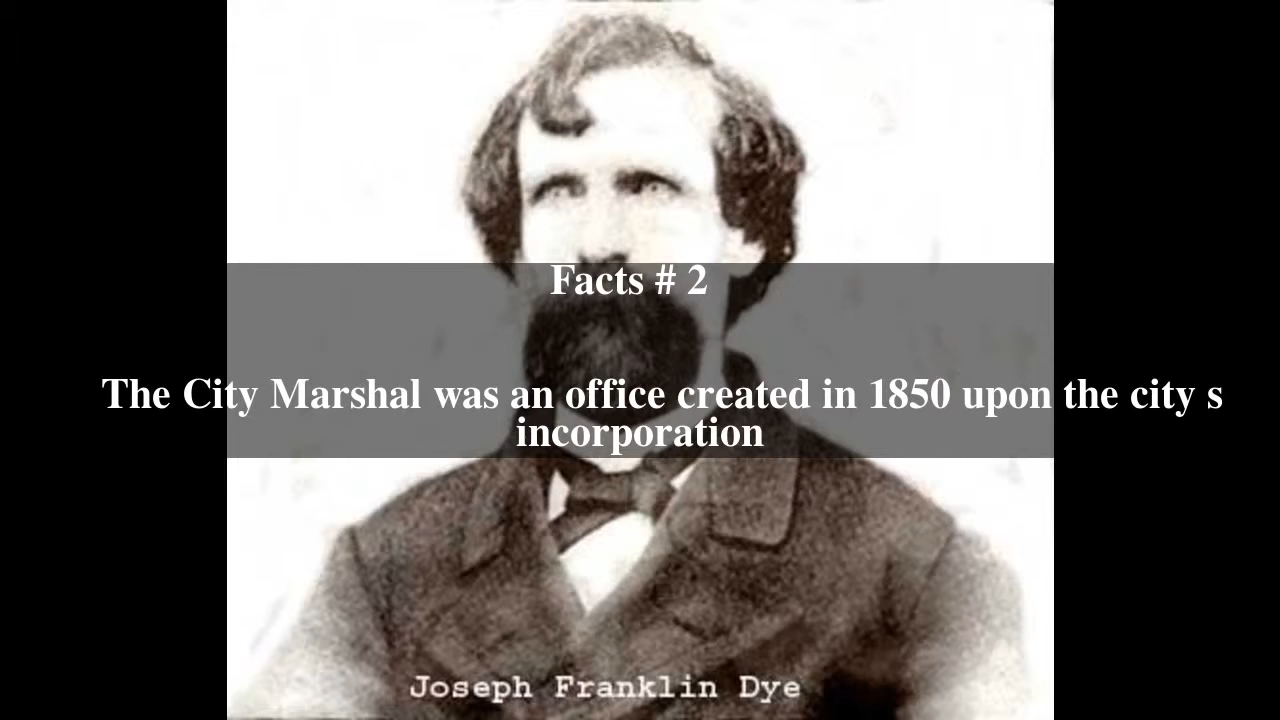 Facts # 2
The City Marshal was an office created in 1850 upon the city s
incorporation
Joseph Franklin Dye